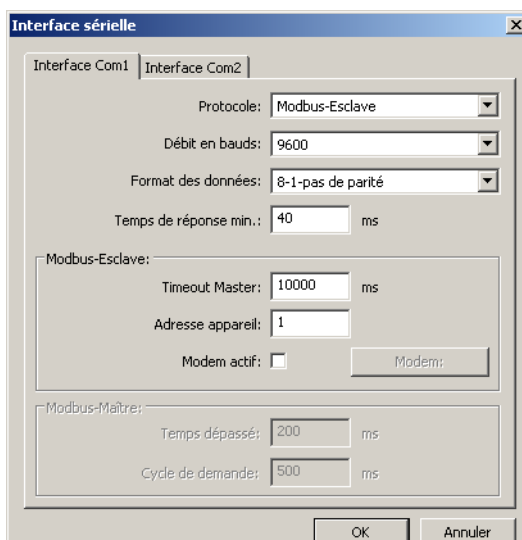 Interface sérielle
Interface Com1 Interface Com2
Protocole: Modbus-Esclave
Débit en bauds: 9600
Format des données: 8-1-pas de parité
Temps de réponse min.: 40 ms
Modbus-Esclave:
Timeout Master: 10000 ms
Adresse appareil: 1
Modem actif: Modem:
Modbus-Maître:
Temps dépassé: 200 ms
Cycle de demande: 500 ms
OK Annuler